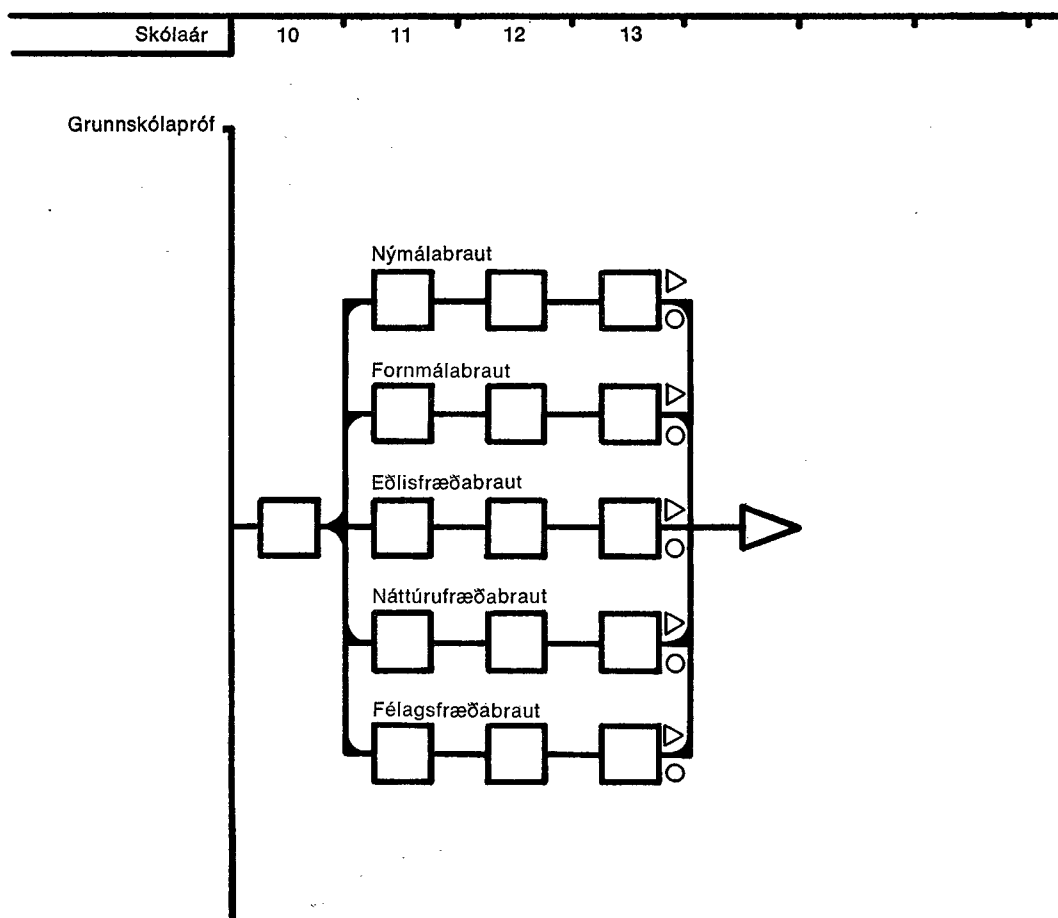 Skólaár 10 11 12 13
Grunnskólapróf
Nýmálabraut
Fornmálabraut
Eðlisfræðabraut
Náttúrufræðabraut
Félagsfræðabraut